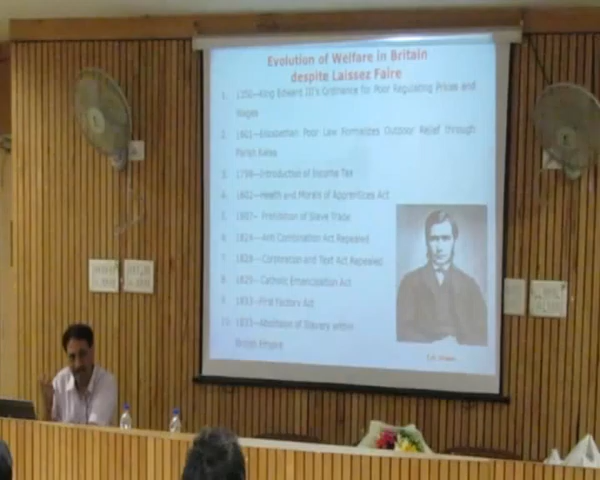 Evolution of Welfare in Britain
despite Laissez Faire
1. 1350—King Edward III's Ordinance for Poor Regulating Prices and
Wages
2. 1601—Elizabethan Poor Law Formalizes Outdoor Relief through
Parish Rates
3. 1799—Introduction of Income Tax
4. 1802—Health and Morals of Apprentices Act
5. 1807— Prohibition of Slave Trade
6. 1824—Anti Combination Act Repealed
7. 1828—Corporation and Test Act Repealed
8. 1829— Catholic Emancipation Act
9. 1833—First Factory Act
10. 1833—Abolition of Slavery within
British Empire